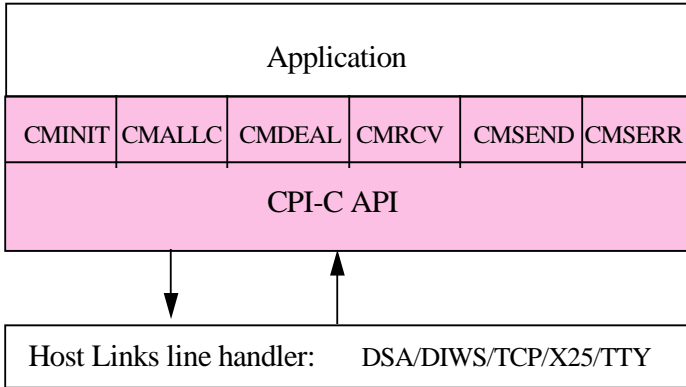 Application
CMINIT CMALLC CMDEAL CMRCV CMSEND CMSERR
CPI-C API
Host Links line handler: DSA/DIWS/TCP/X25/TTY